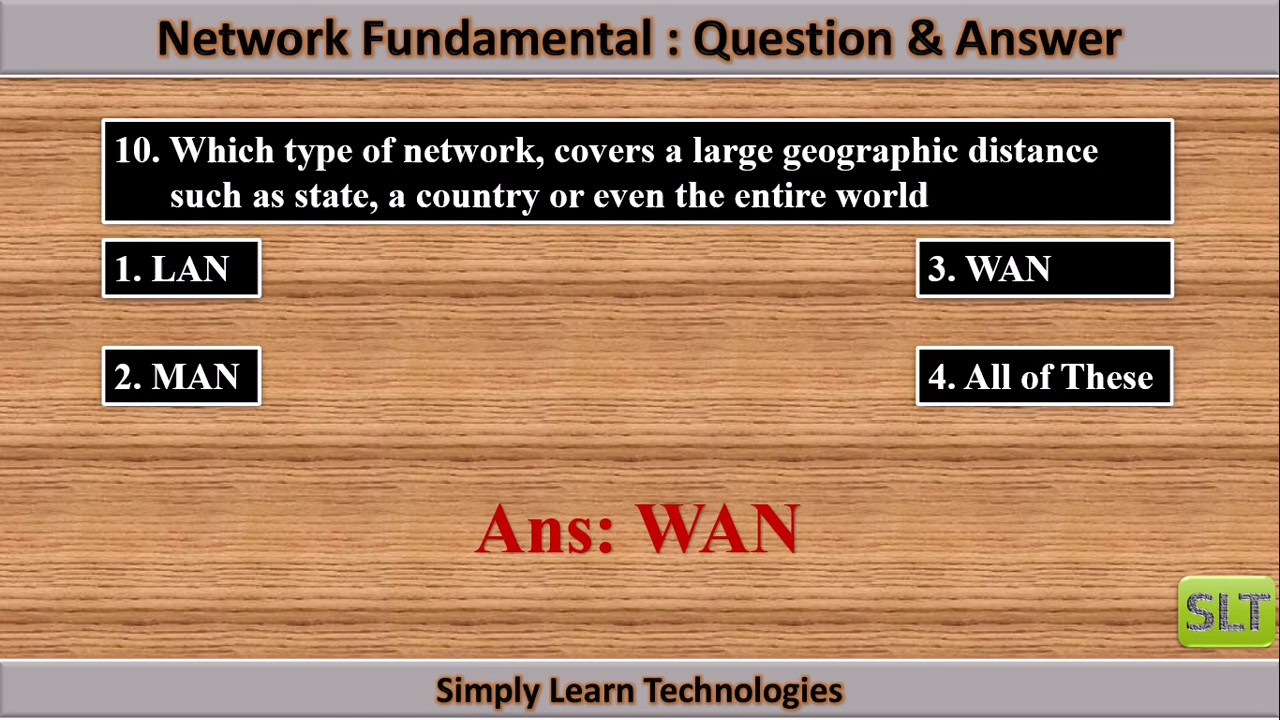 Network Fundamental : Question & Answer
10. Which type of network, covers a large geographic distance
such as state, a country or even the entire world
1. LAN
3. WAN
2. MAN
4. All of These
Ans: WAN
SLT
Simply Learn Technologies